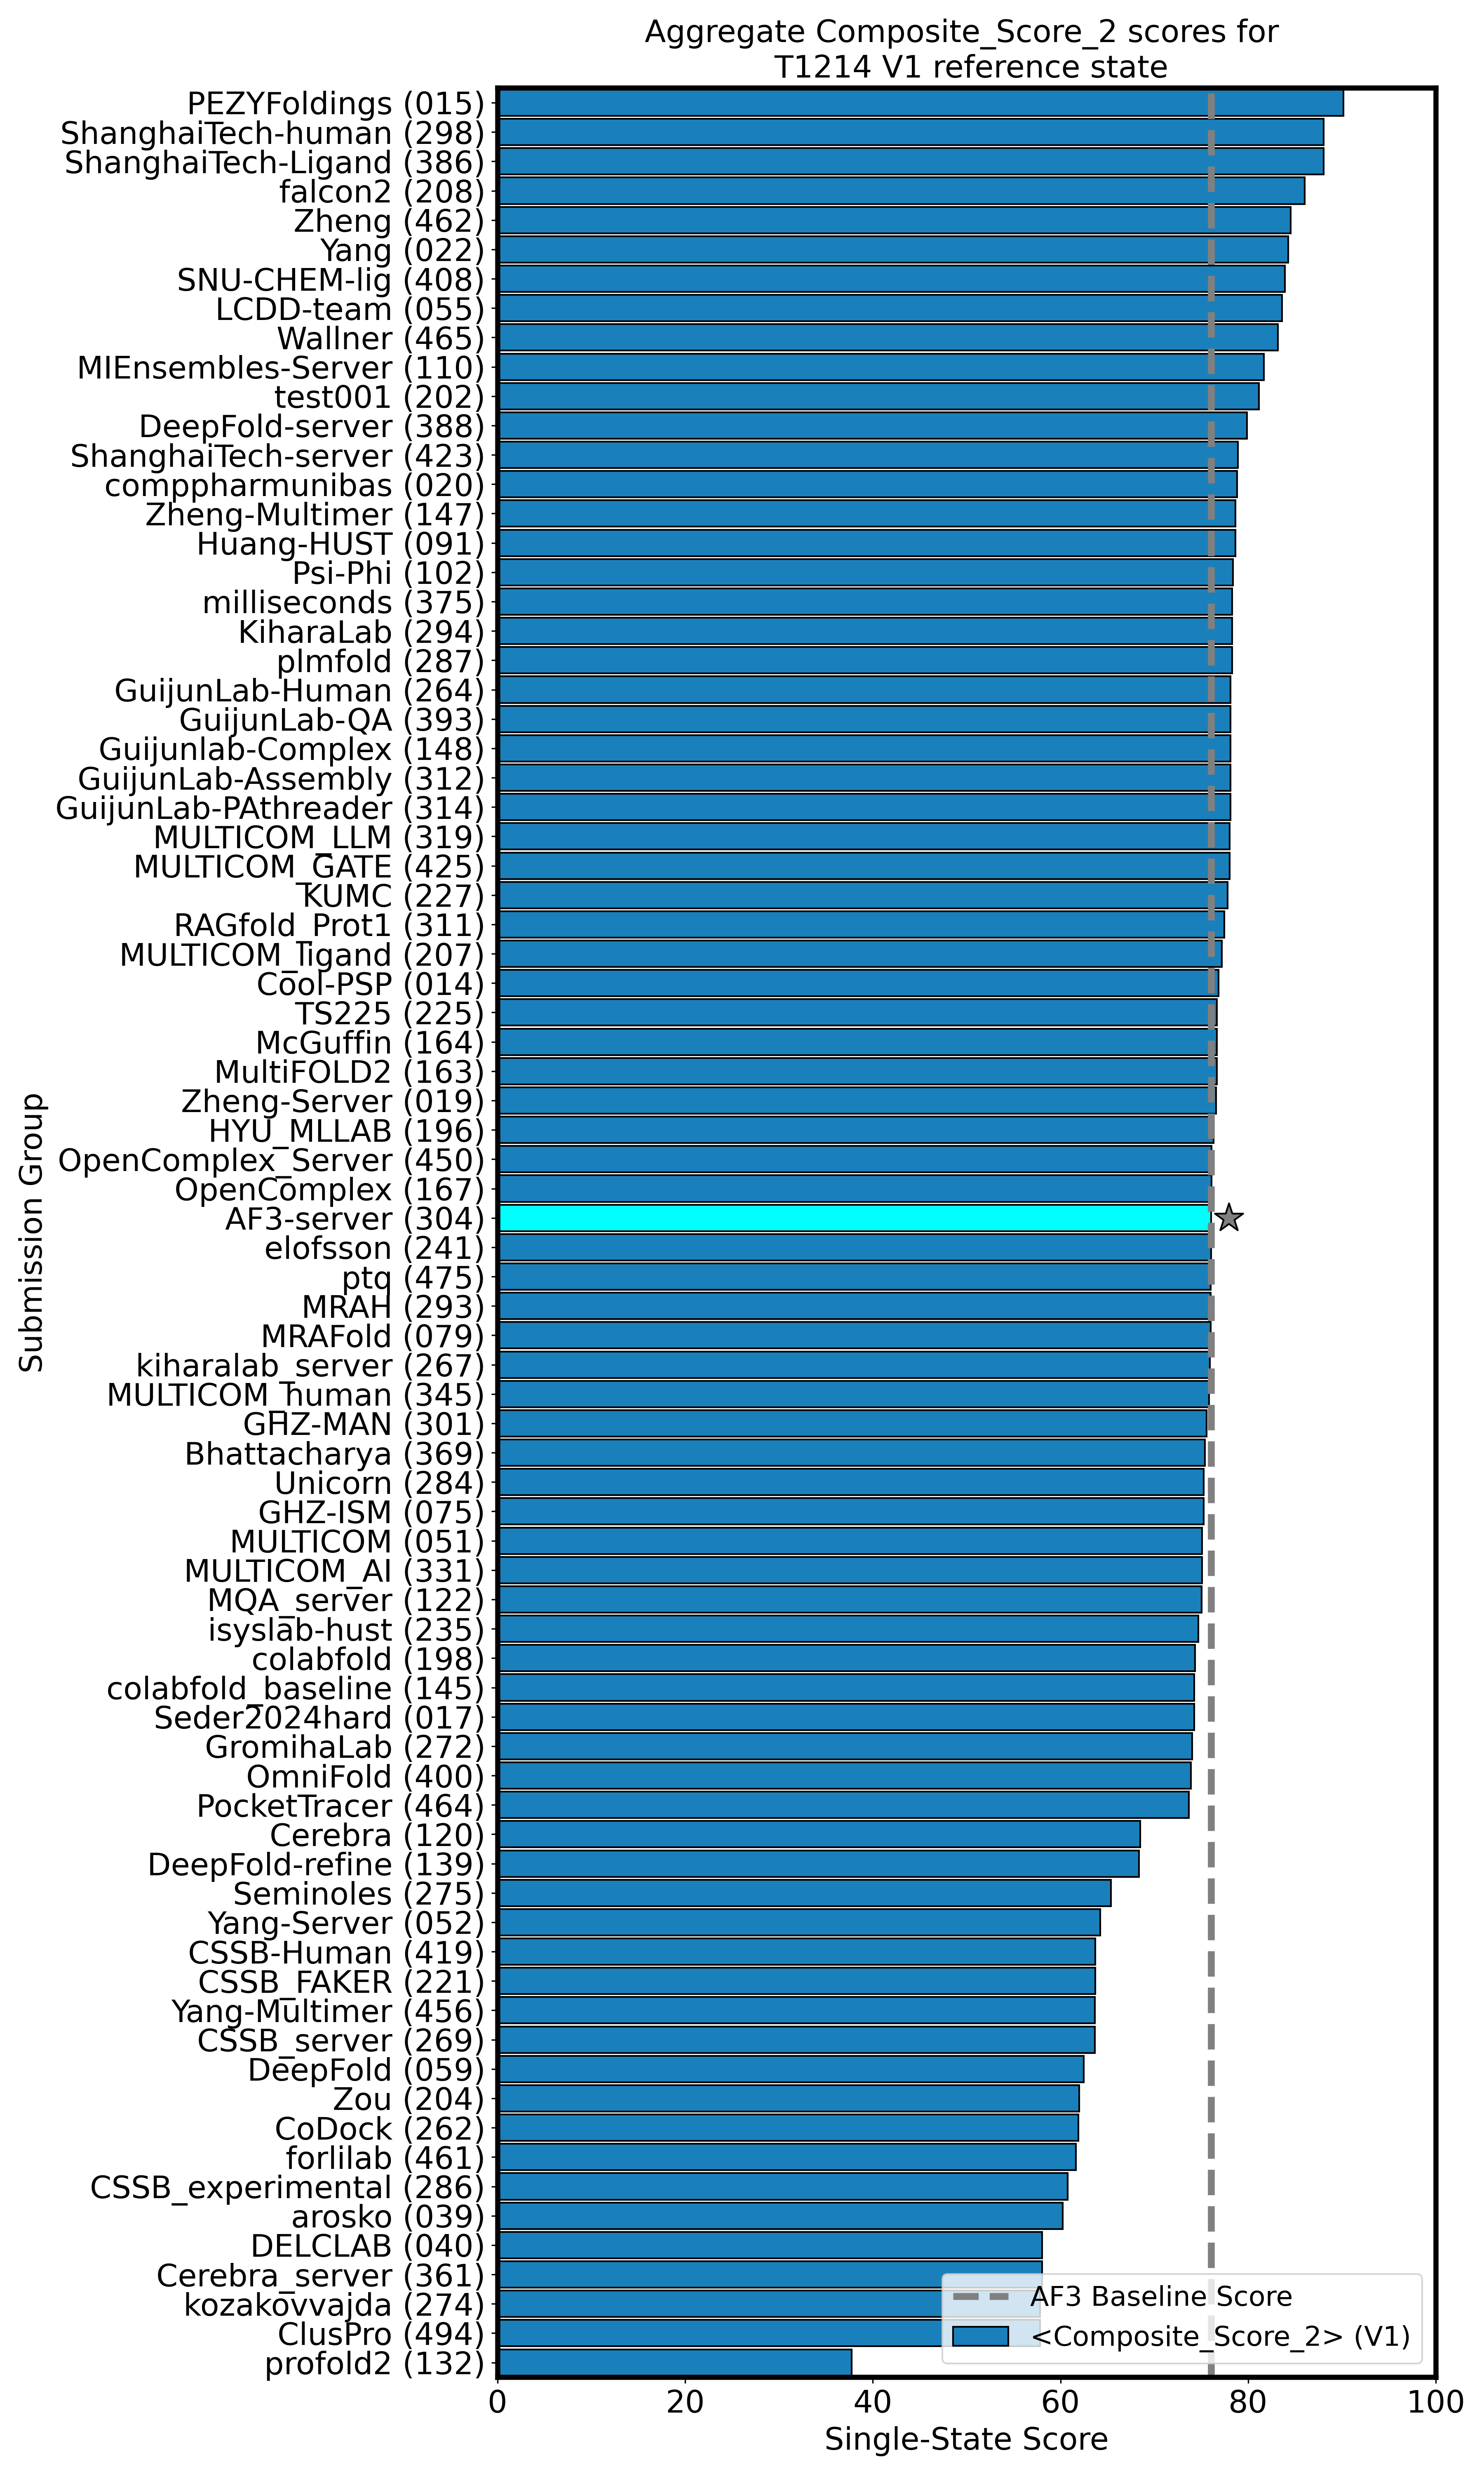 Aggregate Composite_Score_2 scores for
T1214 V1 reference state
PEZYFoldings (015)
ShanghaiTech-human (298)
ShanghaiTech-Ligand (386)
falcon2 (208)
Zheng (462)
Yang (022)
SNU-CHEM-lig (408)
LCDD-team (055)
Wallner (465)
MIEnsembles-Server (110)
test001 (202)
DeepFold-server (388)
ShanghaiTech-server (423)
comppharmunibas (020)
Zheng-Multimer (147)
Huang-HUST (091)
Psi-Phi (102)
milliseconds (375)
KiharaLab (294)
plmfold (287)
GuijunLab-Human (264)
GuijunLab-QA (393)
Guijunlab-Complex (148)
GuijunLab-Assembly (312)
GuijunLab-PAthreader (314)
MULTICOM_LLM (319)
MULTICOM_GATE (425)
KUMC (227)
RAGfold_Prot1 (311)
MULTICOM_ligand (207)
Cool-PSP (014)
TS225 (225)
McGuffin (164)
MultiFOLD2 (163)
Zheng-Server (019)
HYU_MLLAB (196)
OpenComplex_Server (450)
OpenComplex (167)
AF3-server (304)
elofsson (241)
ptq (475)
MRAH (293)
MRAFold (079)
kiharalab_server (267)
MULTICOM_human (345)
GHZ-MAN (301)
Bhattacharya (369)
Unicorn (284)
GHZ-ISM (075)
MULTICOM (051)
MULTICOM_AI (331)
MQA_server (122)
isyslab-hust (235)
colabfold (198)
colabfold_baseline (145)
Seder2024hard (017)
GromihaLab (272)
OmniFold (400)
PocketTracer (464)
Cerebra (120)
DeepFold-refine (139)
Seminoles (275)
Yang-Server (052)
CSSB-Human (419)
CSSB_FAKER (221)
Yang-Multimer (456)
CSSB_server (269)
DeepFold (059)
Zou (204)
CoDock (262)
forlilab (461)
CSSB_experimental (286)
arosko (039)
DELCLAB (040)
Cerebra_server (361)
kozakovvajda (274)
ClusPro (494)
profold2 (132)
Submission Group
AF3 Baseline Score
<Composite_Score_2> (V1)
0 20 40 60 80 100
Single-State Score